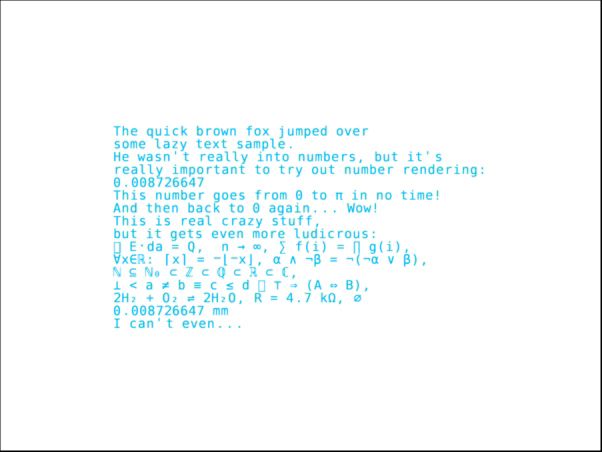 The quick brown fox jumped over
some lazy text sample.
He wasn't really into numbers, but it's
really important to try out number rendering:
0.008726647
This number goes from 0 to π in no time!
And then back to 0 again... Wow!
This is real crazy stuff,
but it gets even more ludicrous:
▯ E⋅da = Q, n → ∞, ∑ f(i) = ∏ g(i),
∀x∈ℝ: ⌈x⌉ = −⌊−x⌋, α ∧ ¬β = ¬(¬α ∨ β),
ℕ ⊆ ℕ₀ ⊂ ℤ ⊂ ℚ ⊂ ℝ ⊂ ℂ,
⊥ < a ≠ b ≡ c ≤ d ▯ ⊤ ⇒ (A ⇔ B),
2H₂ + O₂ ⇌ 2H₂O, R = 4.7 kΩ, ⌀
0.008726647 mm
I can't even...